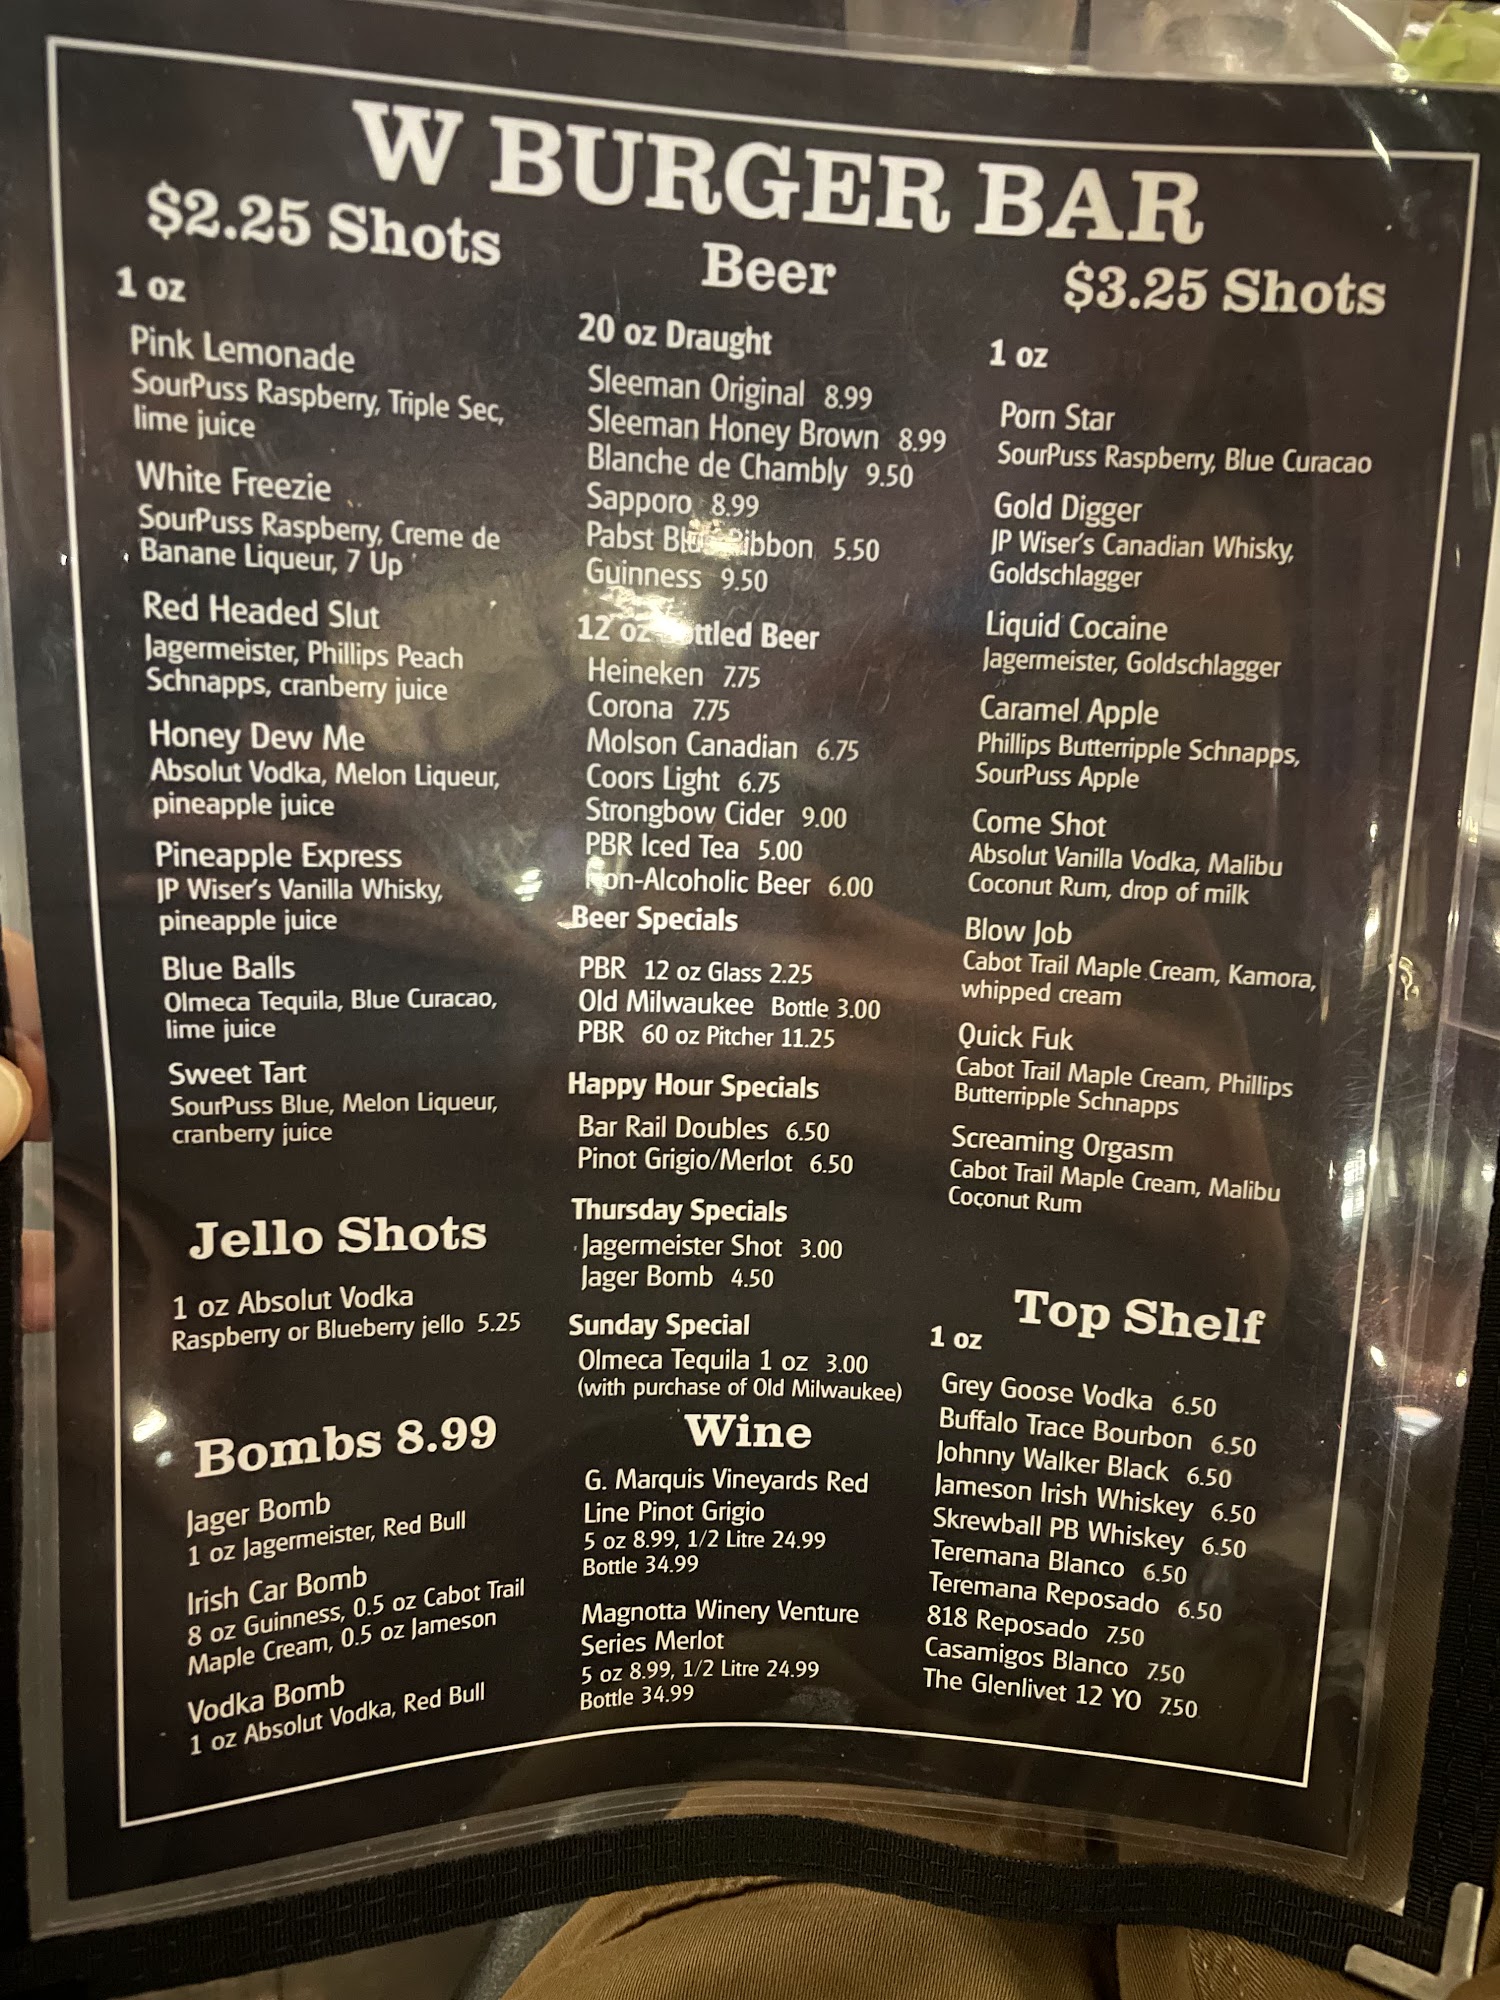 W BURGER BAR
$2.25 Shots
1 oz
Pink Lemonade
SourPuss Raspberry, Triple Sec,
lime juice
White Freezie
SourPuss Raspberry, Creme de
Banane Liqueur, 7 Up
Red Headed Slut
Jagermeister, Phillips Peach
Schnapps, cranberry juice
Honey Dew Me
Absolut Vodka, Melon Liqueur,
pineapple juice
Pineapple Express
JP Wiser's Vanilla Whisky,
pineapple juice
Blue Balls
Olmeca Tequila, Blue Curacao,
lime juice
Sweet Tart
SourPuss Blue, Melon Liqueur,
cranberry juice
Jello Shots
1 oz Absolut Vodka
Raspberry or Blueberry jello 5.25
Bombs 8.99
Jager Bomb
1 oz Jagermeister, Red Bull
Irish Car Bomb
8 oz Guinness, 0.5 oz Cabot Trail
Maple Cream, 0.5 oz Jameson
Vodka Bomb
1 oz Absolut Vodka, Red Bull
Beer
20 oz Draught
Sleeman Original 8.99
Sleeman Honey Brown 8.99
Blanche de Chambly 9.50
Sapporo 8.99
Pabst Blue Ribbon 5.50
Guinness 9.50
12 oz Bottled Beer
Heineken 7.75
Corona 7.75
Molson Canadian 6.75
Coors Light 6.75
Strongbow Cider 9.00
PBR Iced Tea 5.00
Non-Alcoholic Beer 6.00
Beer Specials
PBR 12 oz Glass 2.25
Old Milwaukee Bottle 3.00
PBR 60 oz Pitcher 11.25
Happy Hour Specials
Bar Rail Doubles 6.50
Pinot Grigio/Merlot 6.50
Thursday Specials
Jagermeister Shot 3.00
Jager Bomb 4.50
Sunday Special
Olmeca Tequila 1 oz 3.00
(with purchase of Old Milwaukee)
Wine
G. Marquis Vineyards Red
Line Pinot Grigio
5 oz 8.99, 1/2 Litre 24.99
Bottle 34.99
Magnotta Winery Venture
Series Merlot
5 oz 8.99, 1/2 Litre 24.99
Bottle 34.99
$3.25 Shots
1 oz
Porn Star
SourPuss Raspberry, Blue Curacao
Gold Digger
JP Wiser's Canadian Whisky,
Goldschlagger
Liquid Cocaine
Jagermeister, Goldschlagger
Caramel Apple
Phillips Butterripple Schnapps,
SourPuss Apple
Come Shot
Absolut Vanilla Vodka, Malibu
Coconut Rum, drop of milk
Blow Job
Cabot Trail Maple Cream, Kamora,
whipped cream
Quick Fuk
Cabot Trail Maple Cream, Phillips
Butterripple Schnapps
Screaming Orgasm
Cabot Trail Maple Cream, Malibu
Coconut Rum
Top Shelf
1 oz
Grey Goose Vodka 6.50
Buffalo Trace Bourbon 6.50
Johnny Walker Black 6.50
Jameson Irish Whiskey 6.50
Skrewball PB Whiskey 6.50
Teremana Blanco 6.50
Teremana Reposado 6.50
818 Reposado 7.50
Casamigos Blanco 7.50
The Glenlivet 12 YO 7.50